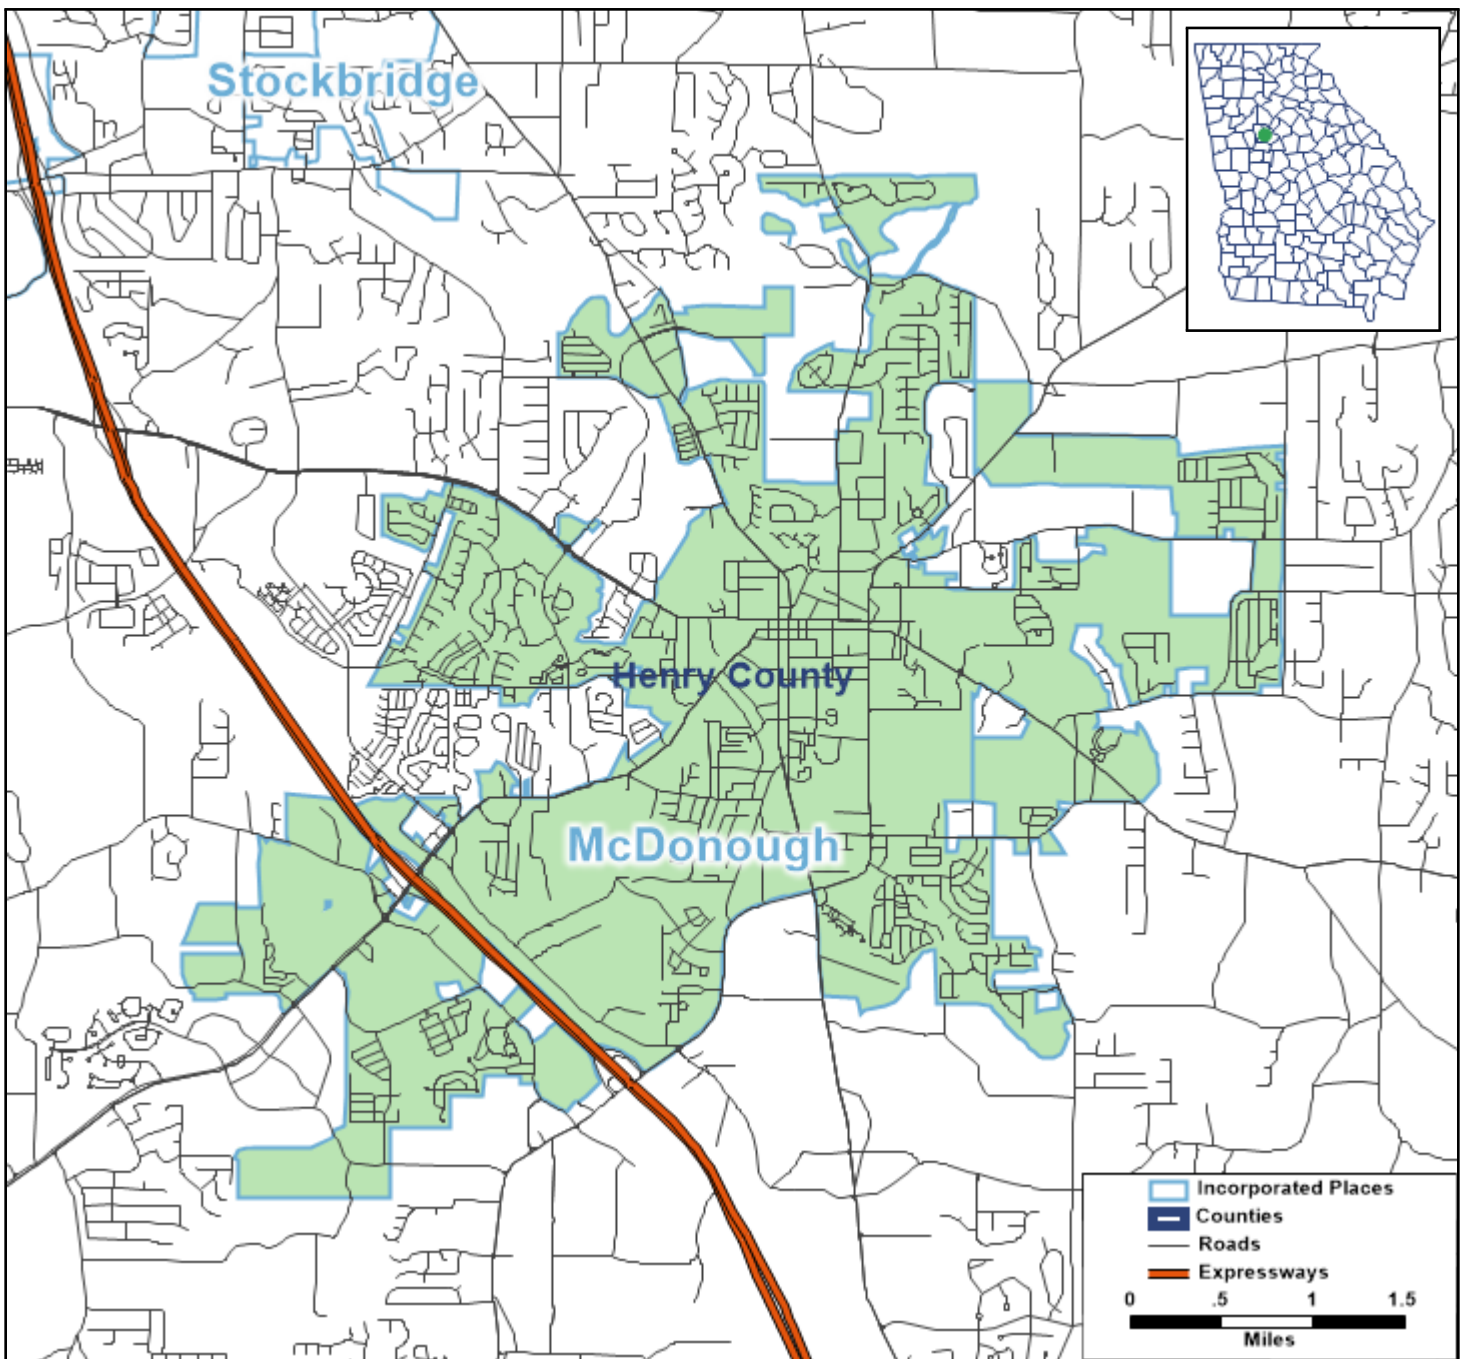 Stockbridge
Henry County
McDonough
Incorporated Places
Counties
Roads
Expressways
0 .5 1 1.5
Miles